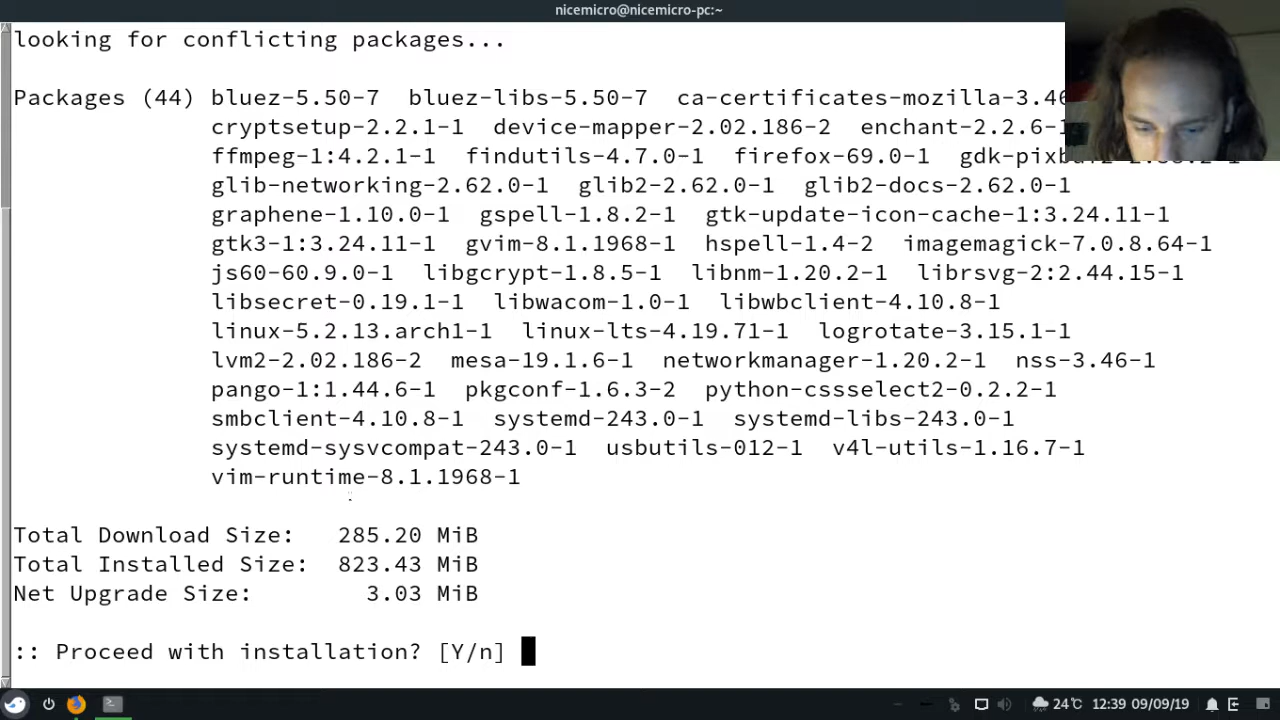 nicemicro@nicemicro-pc:~
looking for conflicting packages...
Packages (44) bluez-5.50-7 bluez-libs-5.50-7 ca-certificates-mozilla-3.46
cryptsetup-2.2.1-1 device-mapper-2.02.186-2 enchant-2.2.6-1
ffmpeg-1:4.2.1-1 findutils-4.7.0-1 firefox-69.0-1
glib-networking-2.62.0-1 glib2-2.62.0-1 glib2-docs-2.62.0-1
graphene-1.10.0-1 gspell-1.8.2-1 gtk-update-icon-cache-1:3.24.11-1
gtk3-1:3.24.11-1 gvim-8.1.1968-1 hspell-1.4-2 imagemagick-7.0.8.64-1
js60-60.9.0-1 libgcrypt-1.8.5-1 libnm-1.20.2-1 librsvg-2:2.44.15-1
libsecret-0.19.1-1 libwacom-1.0-1 libwbclient-4.10.8-1
linux-5.2.13.arch1-1 linux-lts-4.19.71-1 logrotate-3.15.1-1
lvm2-2.02.186-2 mesa-19.1.6-1 networkmanager-1.20.2-1 nss-3.46-1
pango-1:1.44.6-1 pkgconf-1.6.3-2 python-cssselect2-0.2.2-1
smbclient-4.10.8-1 systemd-243.0-1 systemd-libs-243.0-1
systemd-sysvcompat-243.0-1 usbutils-012-1 v4l-utils-1.16.7-1
vim-runtime-8.1.1968-1
Total Download Size: 285.20 MiB
Total Installed Size: 823.43 MiB
Net Upgrade Size: 3.03 MiB
:: Proceed with installation? [Y/n]
24℃ 12:39 09/09/19